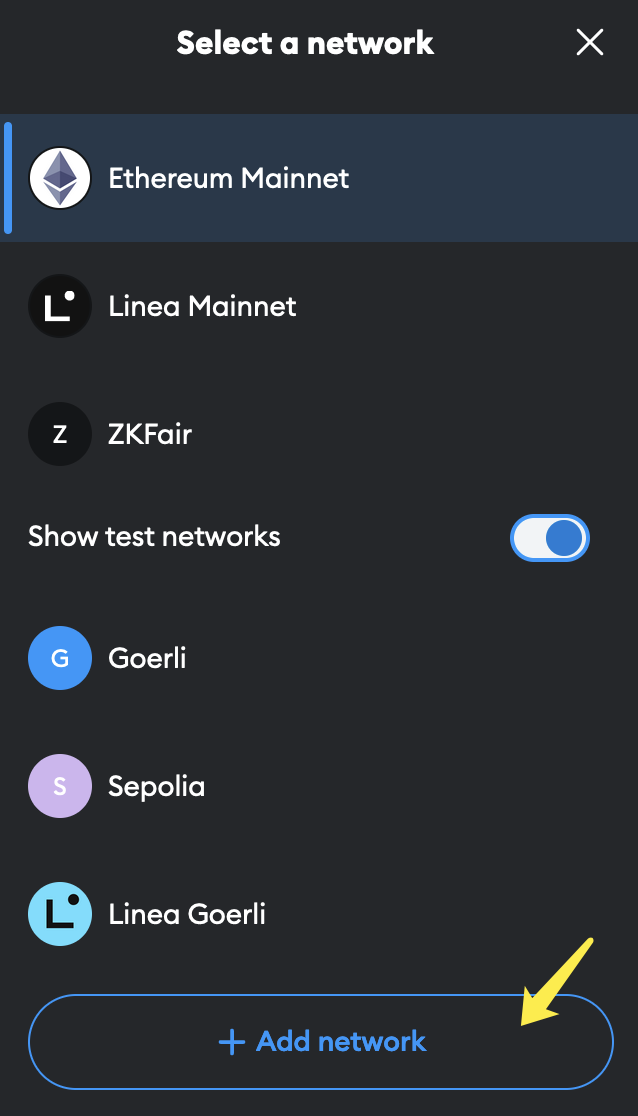 Select a network
Ethereum Mainnet
Linea Mainnet
Z ZKFair
Show test networks
G Goerli
S Sepolia
Linea Goerli
+ Add network